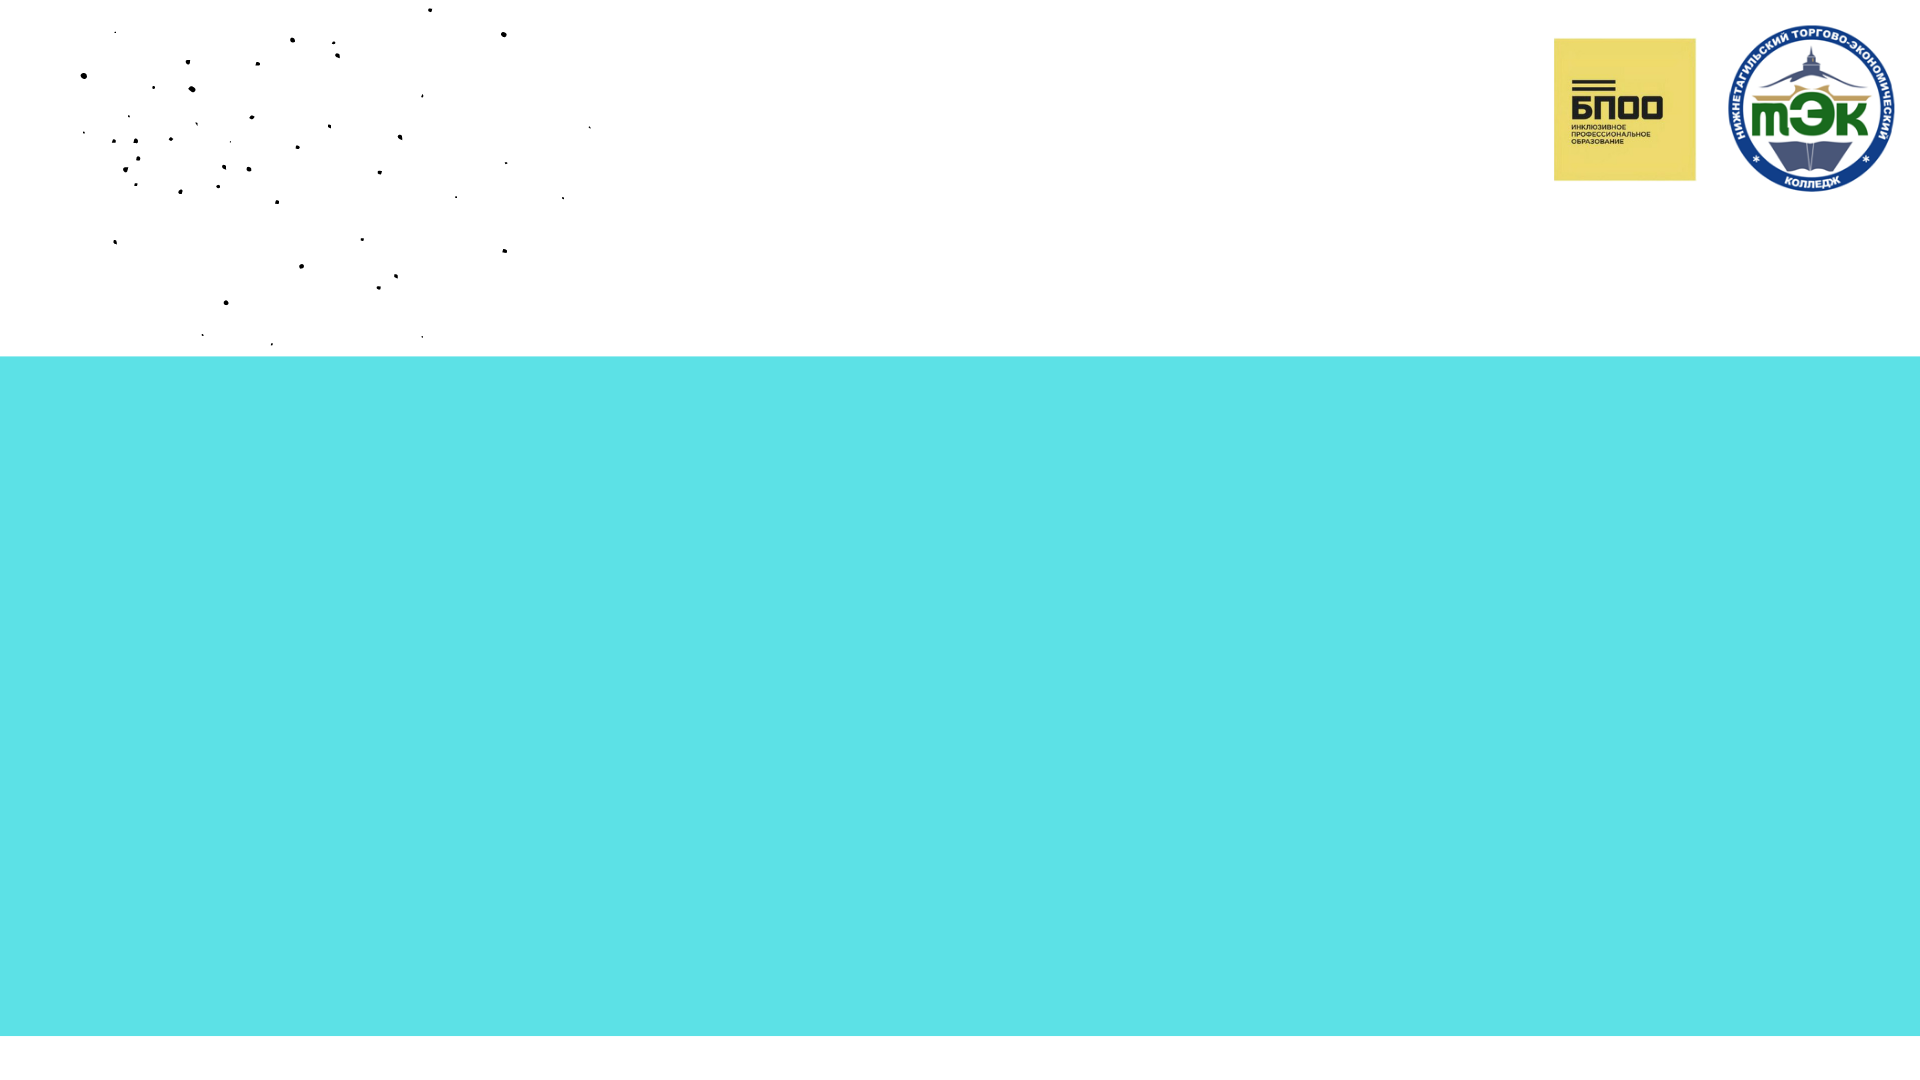 БПОО
ИНКЛЮЗИВНОЕ
ПРОФЕССИОНАЛЬНОЕ
ОБРАЗОВАНИЕ
НИЖНЕТАГИЛЬСКИЙ ТОРГОВО-ЭКОНОМИЧЕСКИЙ
тЭк
* КОЛЛЕДЖ *